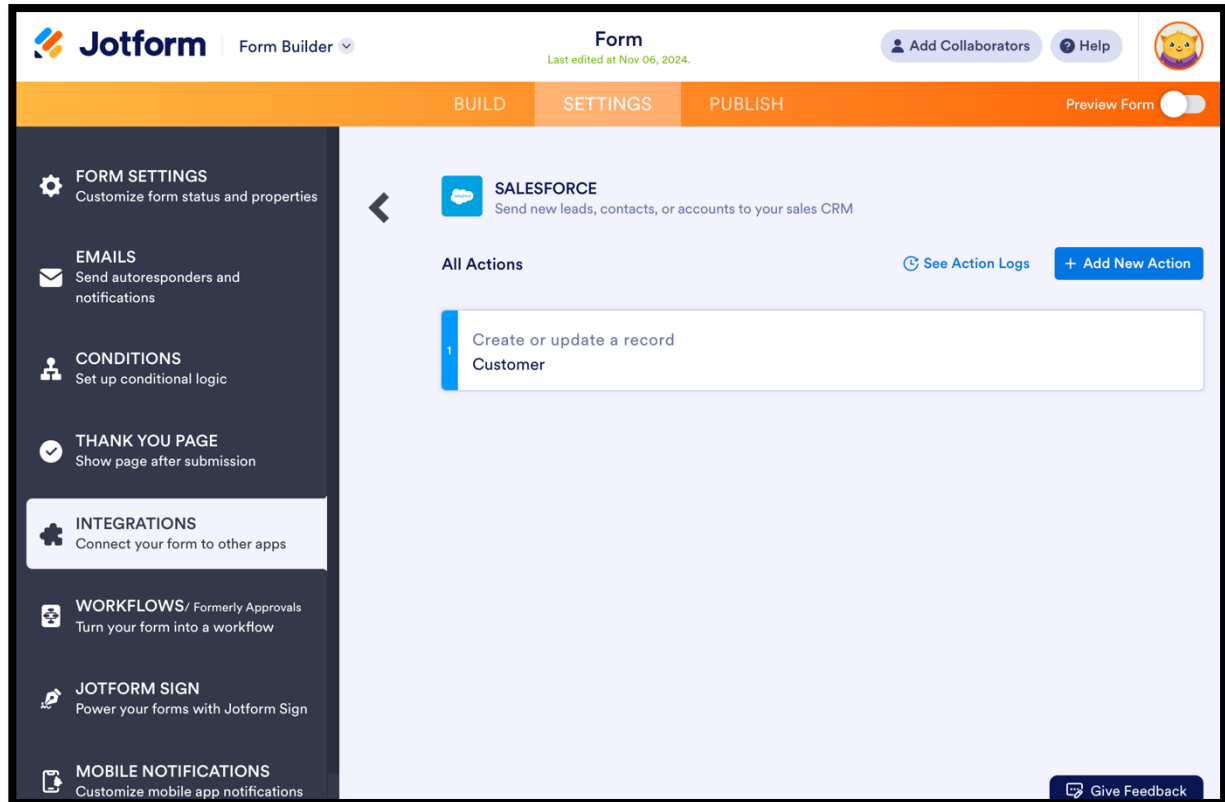 Jotform
Form Builder
Form
Last edited at Nov 06, 2024.
Add Collaborators
Help
BUILD
SETTINGS
PUBLISH
Preview Form
FORM SETTINGS
Customize form status and properties
EMAILS
Send autoresponders and
notifications
CONDITIONS
Set up conditional logic
THANK YOU PAGE
Show page after submission
INTEGRATIONS
Connect your form to other apps
WORKFLOWS/ Formerly Approvals
Turn your form into a workflow
JOTFORM SIGN
Power your forms with Jotform Sign
MOBILE NOTIFICATIONS
Customize mobile app notifications
SALESFORCE
Send new leads, contacts, or accounts to your sales CRM
All Actions
See Action Logs
+ Add New Action
1
Create or update a record
Customer
Give Feedback